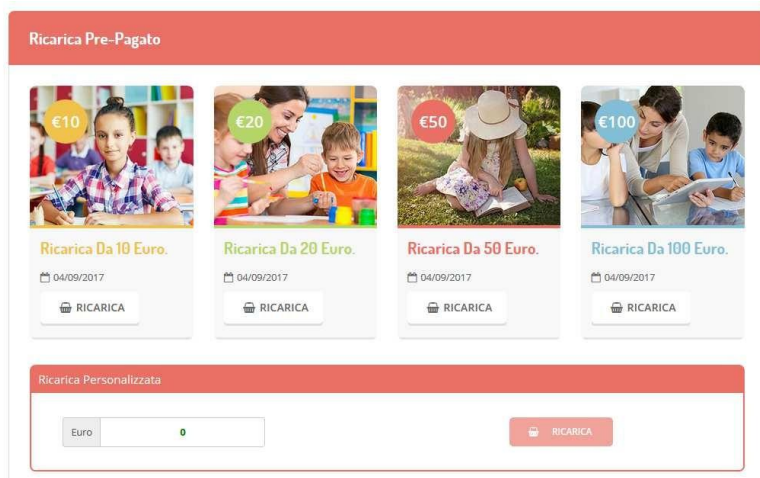 Ricarica Pre-Pagato
€10
€20
€50
€100
Ricarica Da 10 Euro.
Ricarica Da 20 Euro.
Ricarica Da 50 Euro.
Ricarica Da 100 Euro.
04/09/2017
04/09/2017
04/09/2017
04/09/2017
RICARICA
RICARICA
RICARICA
RICARICA
Ricarica Personalizzata
Euro
0
RICARICA